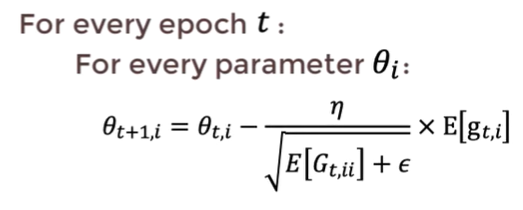 For every epoch t :
For every parameter θᵢ:
θₜ₊₁,ᵢ = θₜ,ᵢ − η / √(E[Gₜ,ᵢᵢ] + ϵ) × E[gₜ,ᵢ]